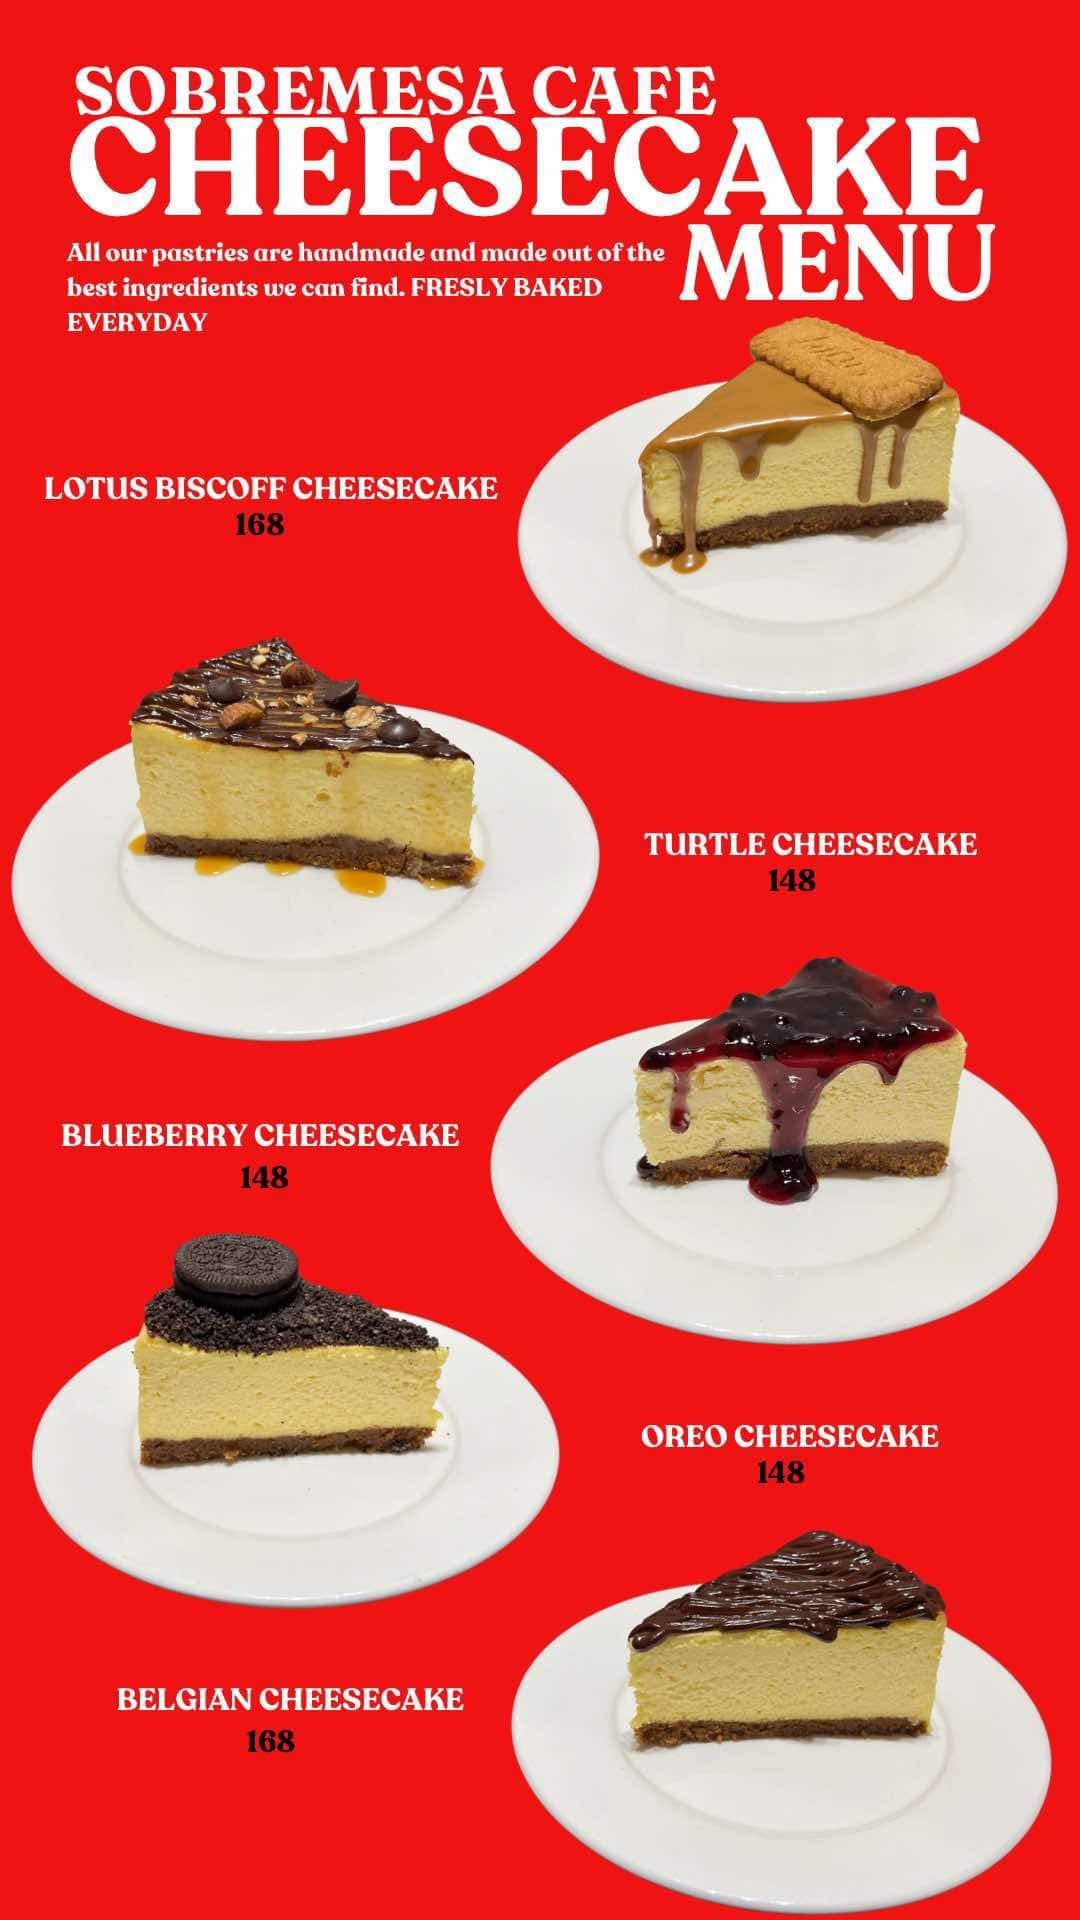 SOBREMESA CAFE
CHEESECAKE
MENU
All our pastries are handmade and made out of the
best ingredients we can find. FRESLY BAKED
EVERYDAY
LOTUS BISCOFF CHEESECAKE
168
TURTLE CHEESECAKE
148
BLUEBERRY CHEESECAKE
148
OREO CHEESECAKE
148
BELGIAN CHEESECAKE
168